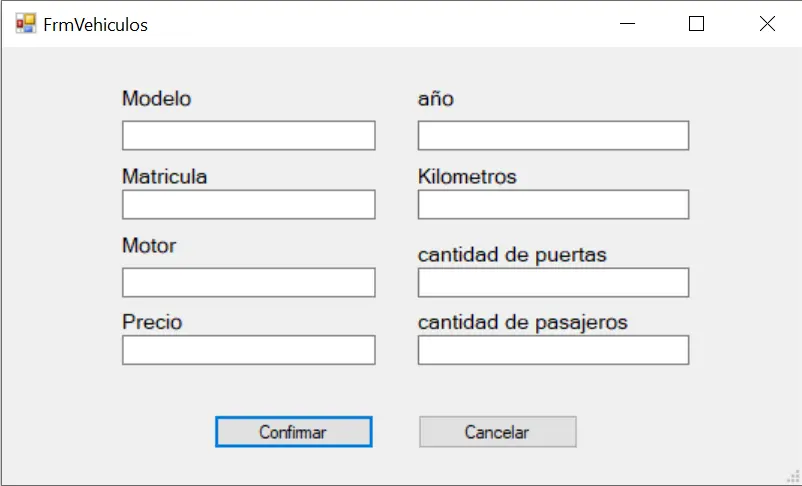 FrmVehiculos
Modelo
año
Matricula
Kilometros
Motor
cantidad de puertas
Precio
cantidad de pasajeros
Confirmar
Cancelar